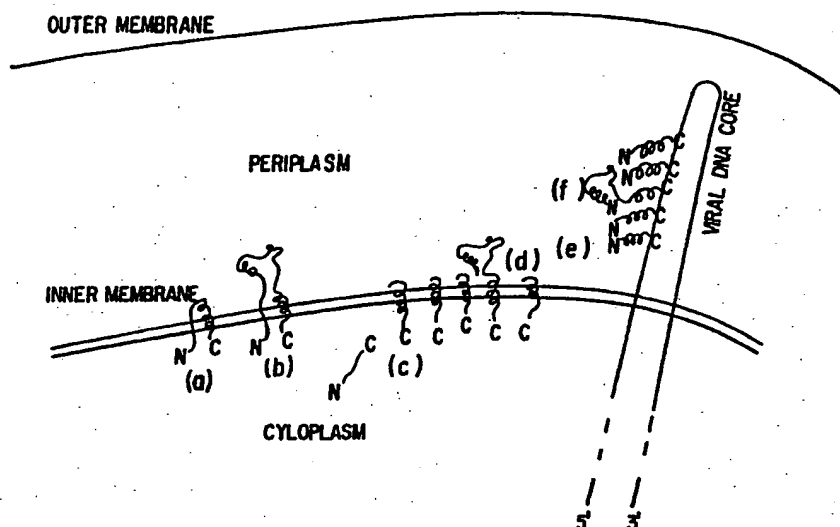 OUTER MEMBRANE
PERIPLASM
VIRAL DNA CORE
N C
N C
(f) N C
N C
N C
(e)
(d)
INNER MEMBRANE
N C
(a)
N C
(b)
C C C C C
(c)
C
N
CYLOPLASM
5' 3'